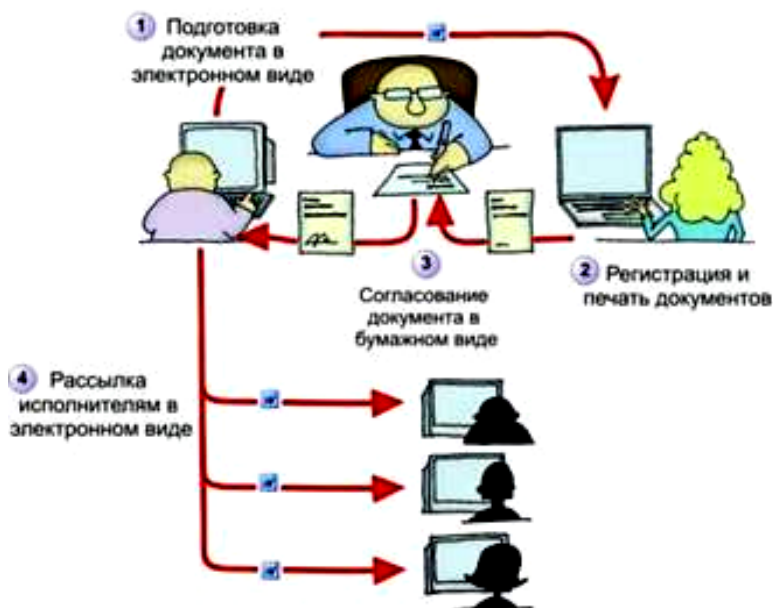 1 Подготовка
документа в
электронном виде
3
Согласование
документа в
бумажном виде
2 Регистрация и
печать документов
4 Рассылка
исполнителям в
электронном виде